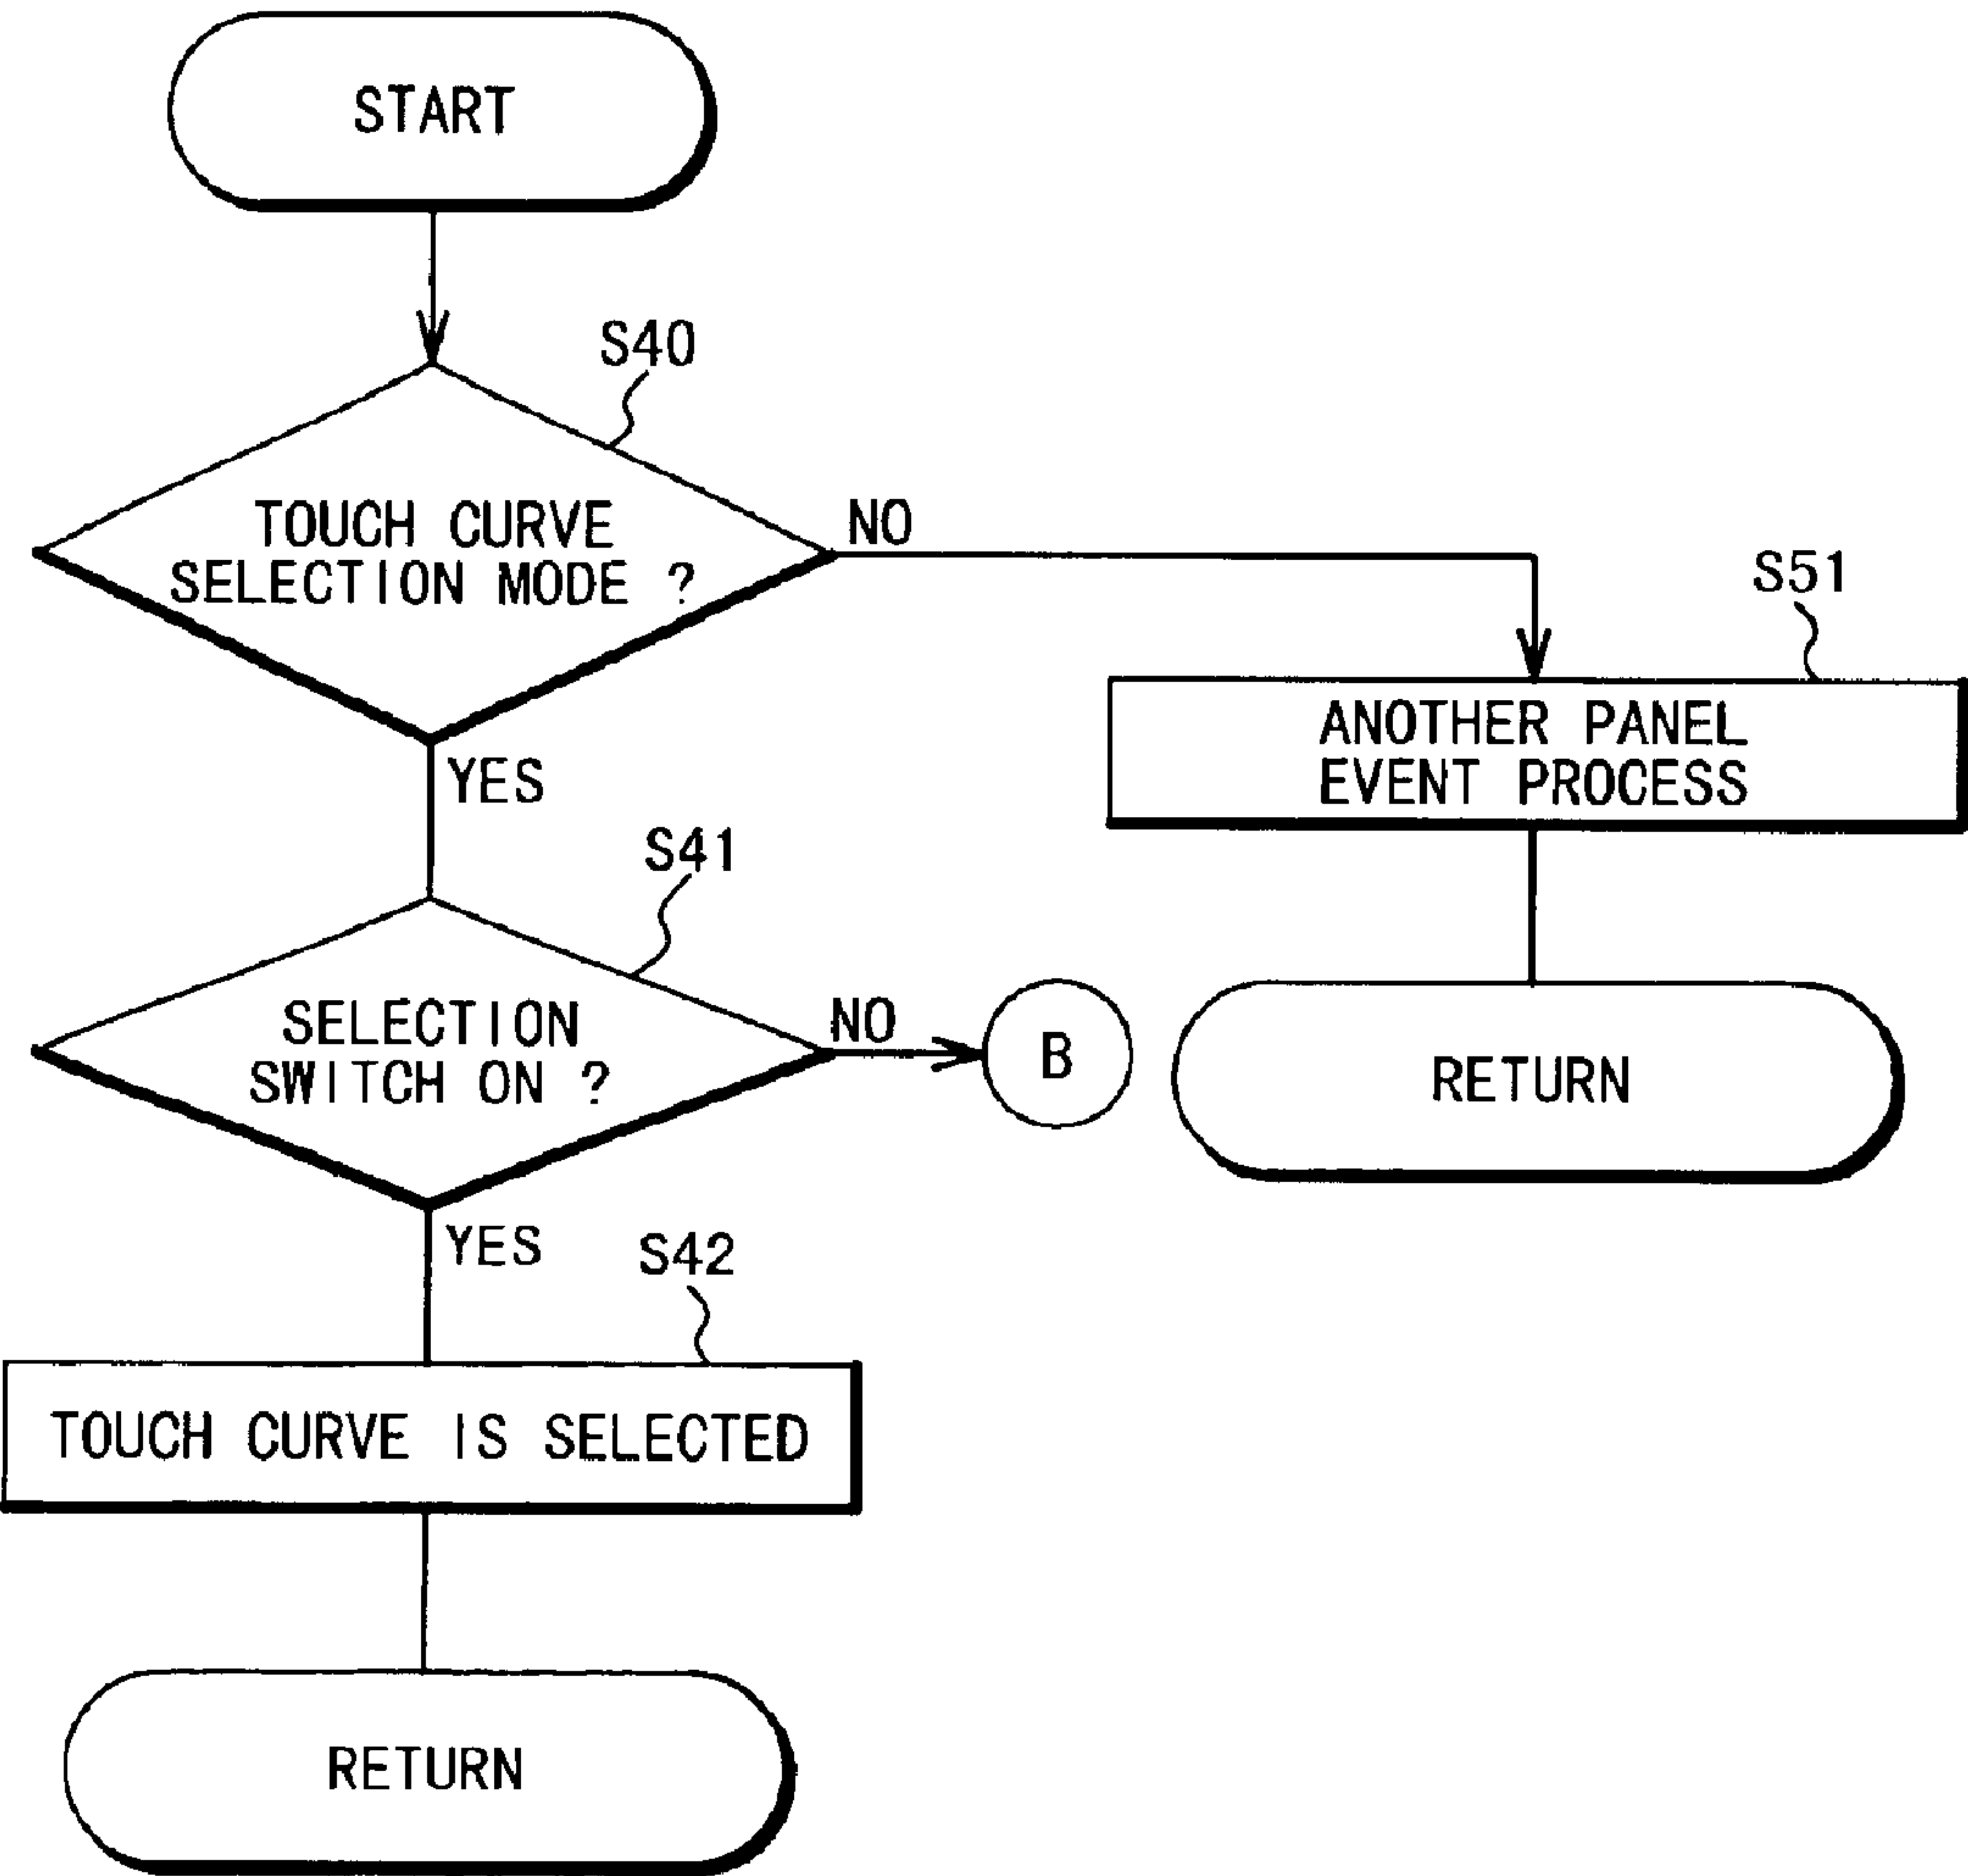 START
S40
TOUCH CURVE
SELECTION MODE ?
NO
YES
S51
ANOTHER PANEL
EVENT PROCESS
RETURN
S41
SELECTION
SWITCH ON ?
NO
B
YES
S42
TOUCH CURVE IS SELECTED
RETURN